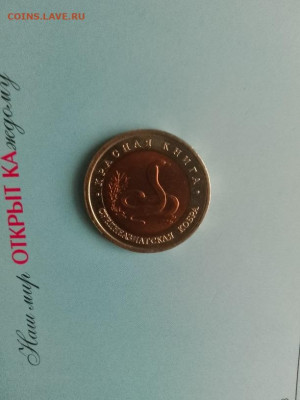 COINS.LAVE.RU
Наш мир ОТКРЫТ КАждому
КРАСНАЯ КНИГА
СРЕДНЕАЗИАТСКАЯ КОБРА